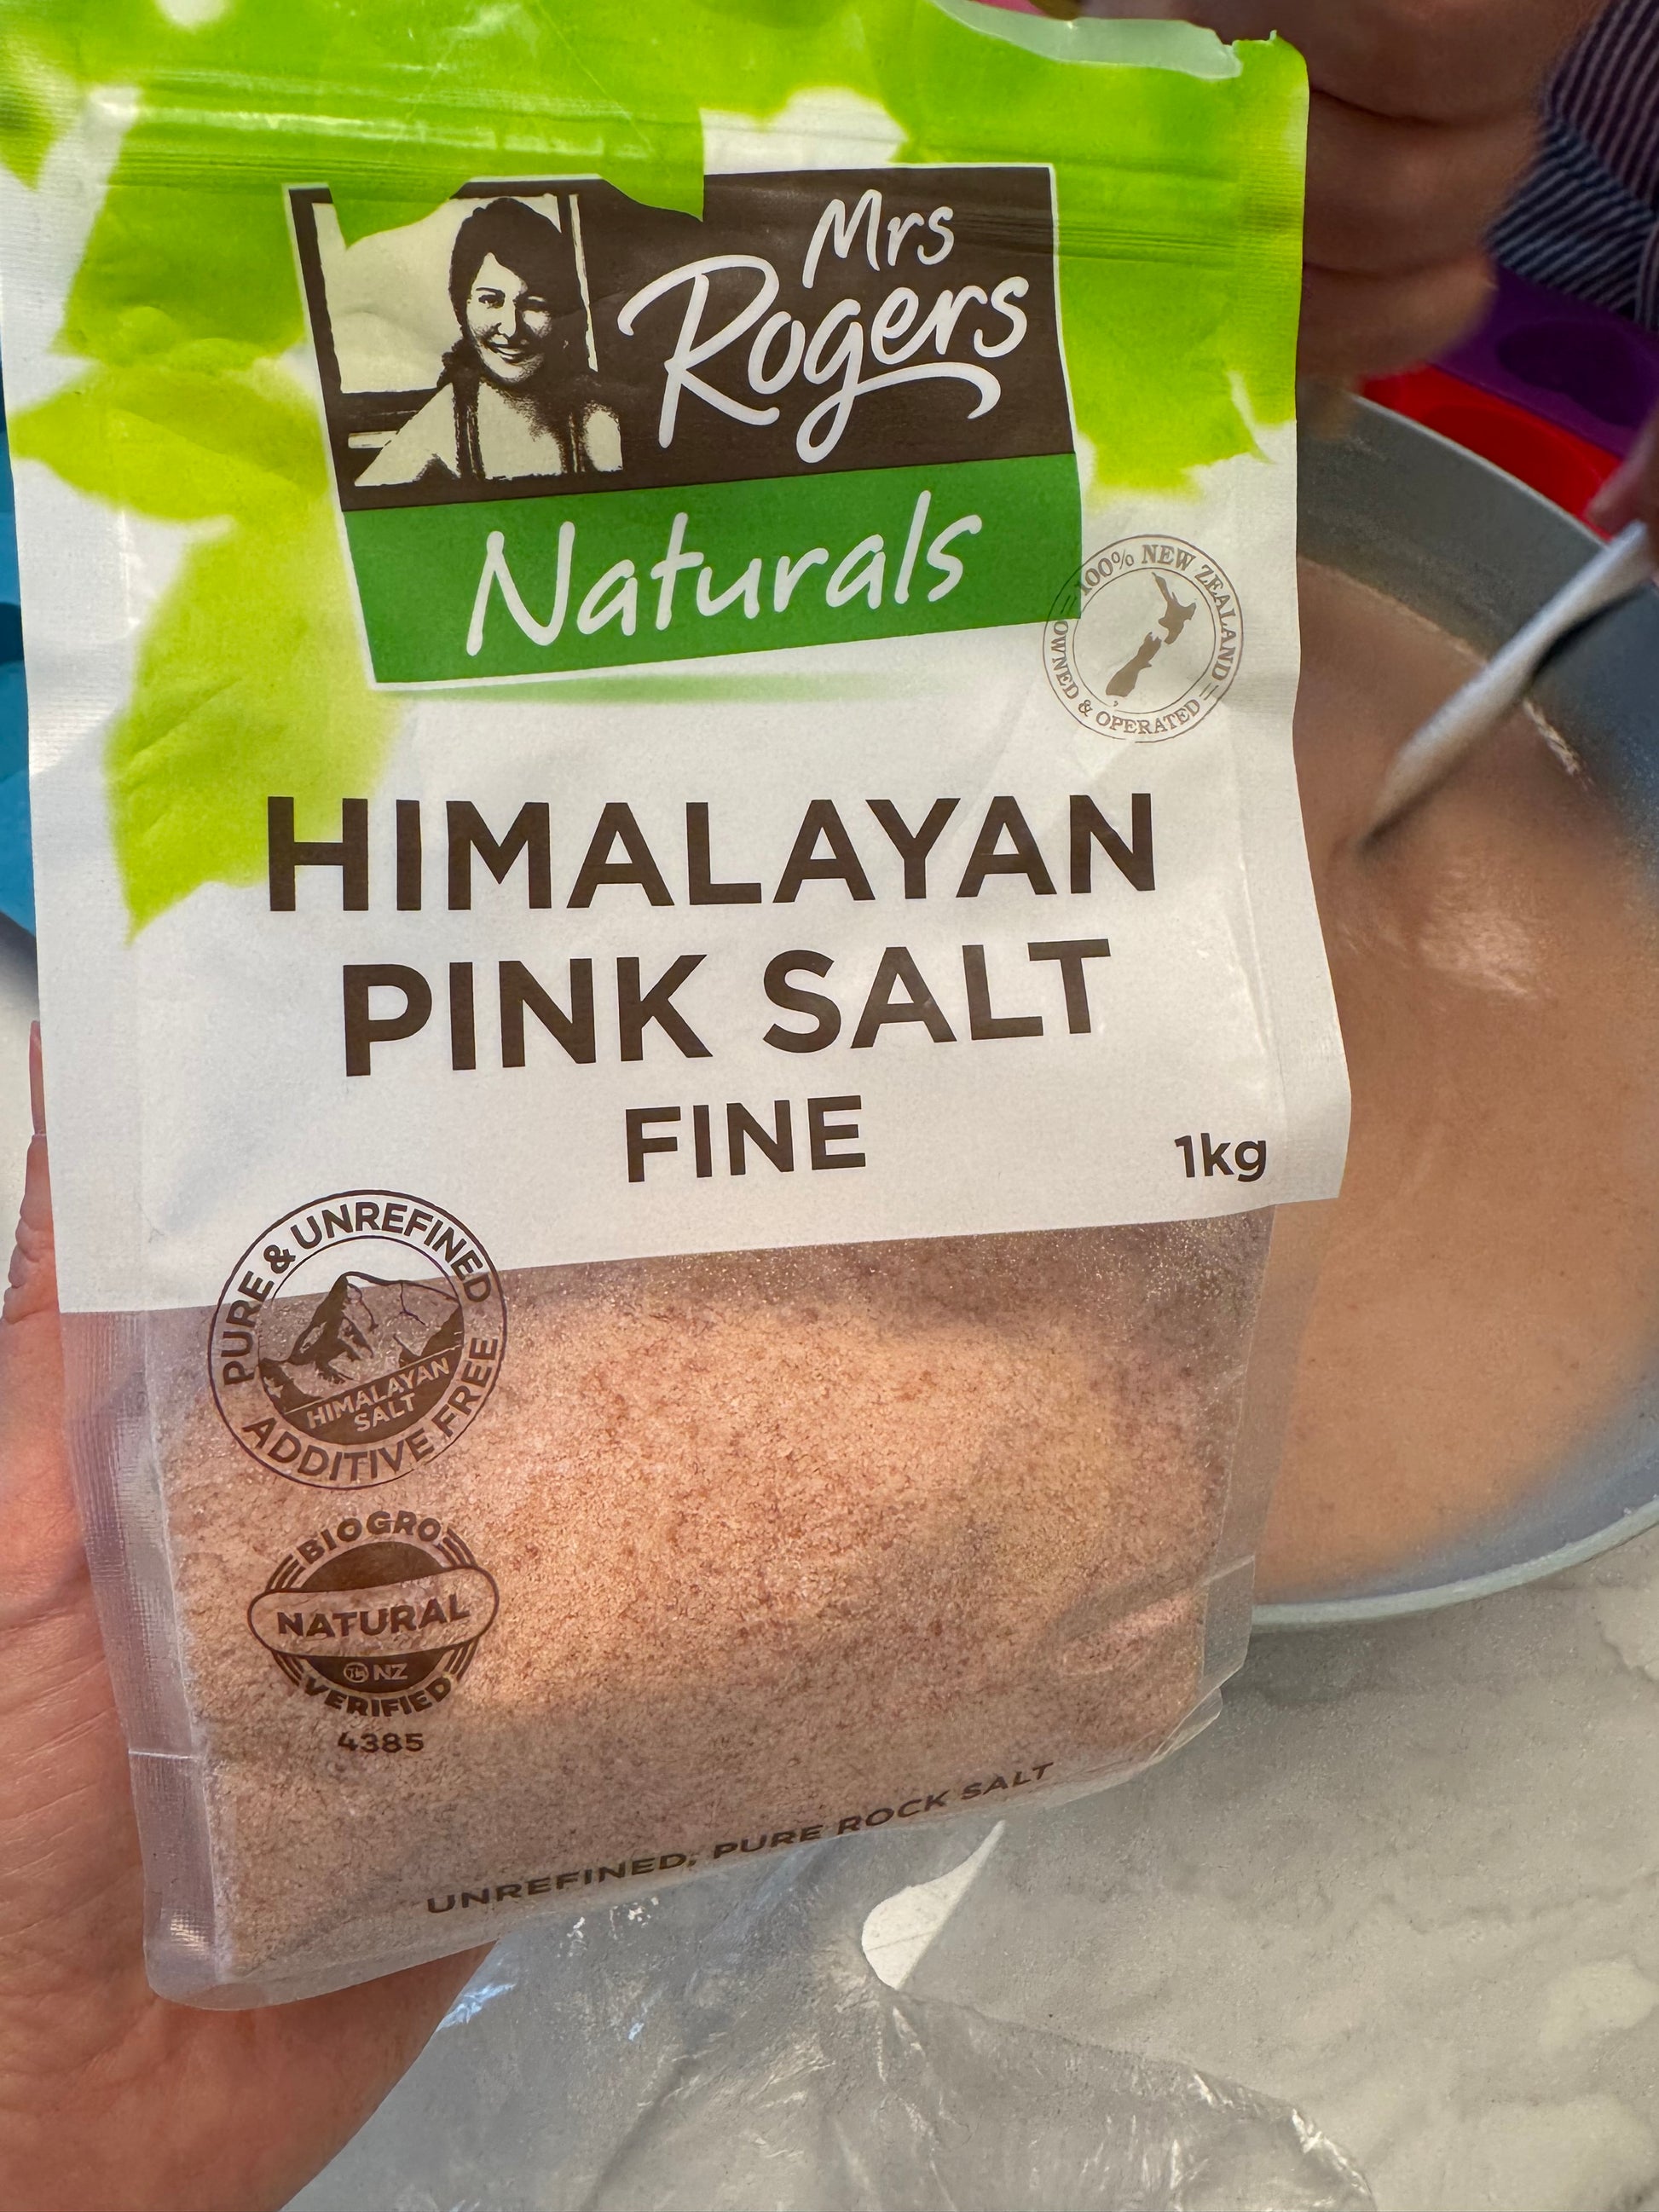 Mrs
Rogers
Naturals
100% NEW ZEALAND
OWNED & OPERATED
HIMALAYAN
PINK SALT
FINE
1kg
PURE & UNREFINED
HIMALAYAN
SALT
ADDITIVE FREE
BIOGRO
NATURAL
NZ
VERIFIED
4385
UNREFINED, PURE ROCK SALT